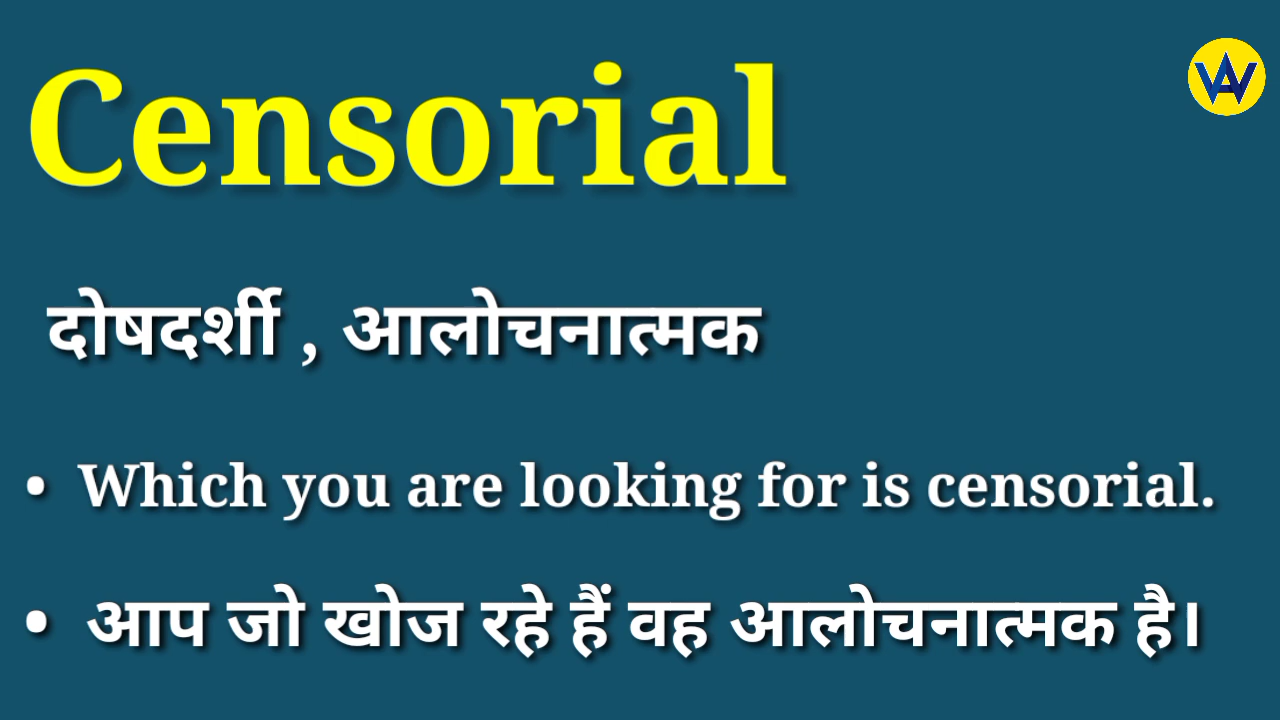 Censorial
दोषदर्शी , आलोचनात्मक
• Which you are looking for is censorial.
• आप जो खोज रहे हैं वह आलोचनात्मक है।